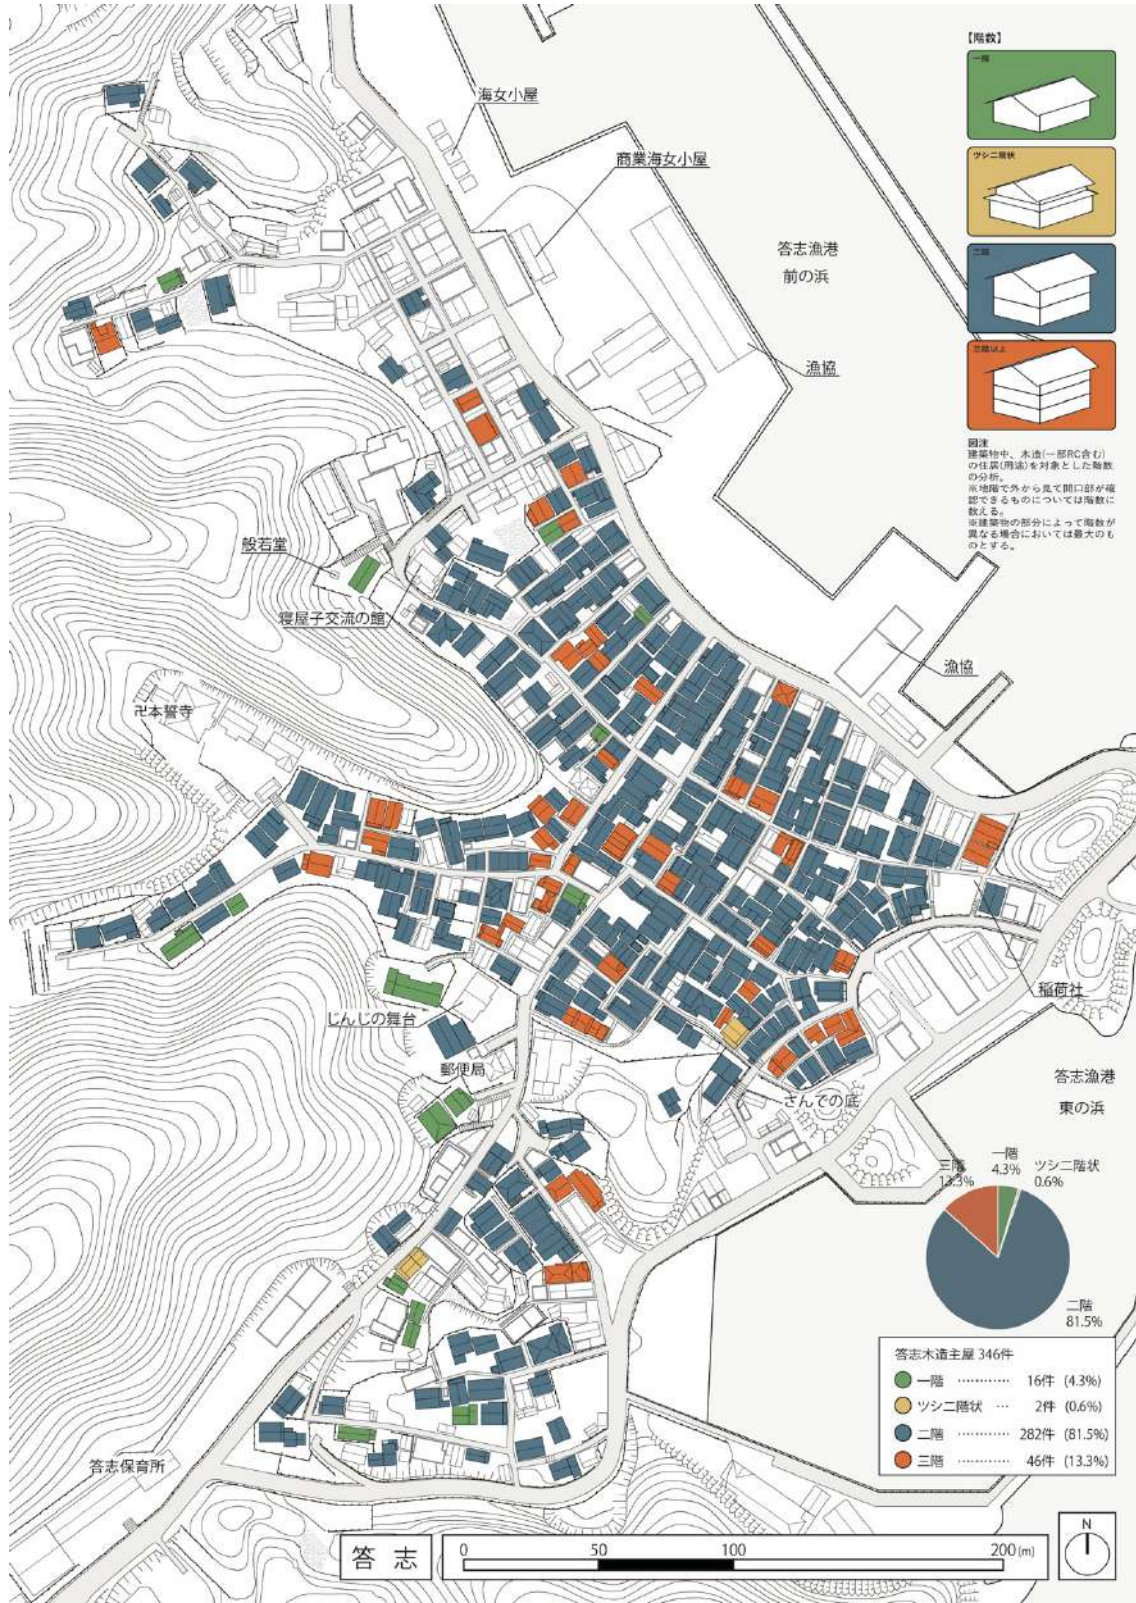 【階数】
一階
ツシ二階状
二階
三階以上
図注
建築物中、木造(一部RC含む)
の住居(用途)を対象とした階数
の分析。
※地階で外から見て開口部が確
認できるものについては階数に
数える。
※建築物の部分によって階数が
異なる場合においては最大のも
のとする。
海女小屋
商業海女小屋
答志漁港
前の浜
漁協
般若堂
寝屋子交流の館
漁協
卍本誓寺
稲荷社
じんじの舞台
郵便局
さんでの底
答志漁港
東の浜
一階
4.3%
ツシ二階状
0.6%
三階
13.3%
二階
81.5%
答志木造主屋 346件
一階 ········· 16件 (4.3%)
ツシ二階状 ··· 2件 (0.6%)
二階 ········· 282件 (81.5%)
三階 ········· 46件 (13.3%)
答志保育所
答 志
0 50 100 200(m)
N